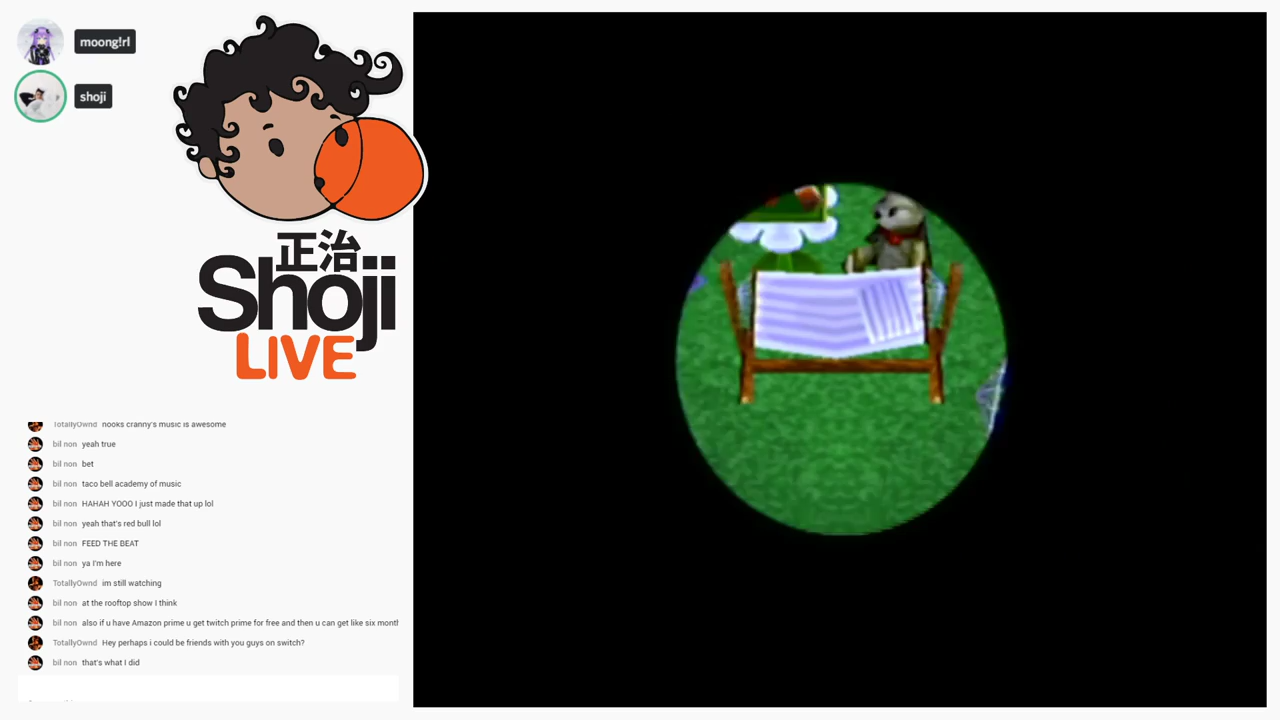 moong!rl
shoji
正治
Shoji
LIVE
TotallyOwnd nooks cranny's music is awesome
bil non yeah true
bil non bet
bil non taco bell academy of music
bil non HAHAH YOOO I just made that up lol
bil non yeah that's red bull lol
bil non FEED THE BEAT
bil non ya I'm here
TotallyOwnd im still watching
bil non at the rooftop show I think
bil non also if u have Amazon prime u get twitch prime for free and then u can get like six month
TotallyOwnd Hey perhaps i could be friends with you guys on switch?
bil non that's what I did